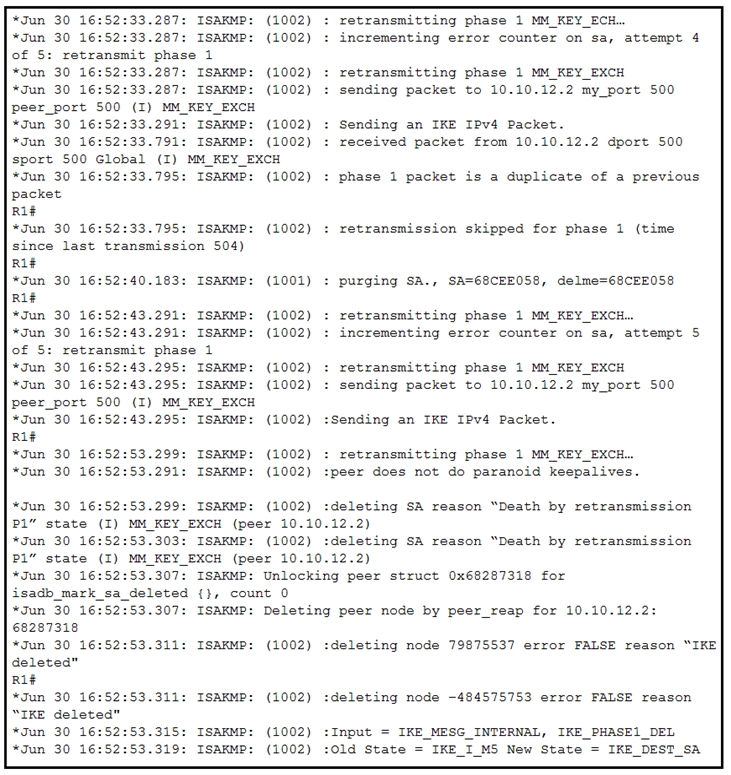 *Jun 30 16:52:33.287: ISAKMP: (1002) : retransmitting phase 1 MM_KEY_ECH…
*Jun 30 16:52:33.287: ISAKMP: (1002) : incrementing error counter on sa, attempt 4
of 5: retransmit phase 1
*Jun 30 16:52:33.287: ISAKMP: (1002) : retransmitting phase 1 MM_KEY_EXCH
*Jun 30 16:52:33.287: ISAKMP: (1002) : sending packet to 10.10.12.2 my_port 500
peer_port 500 (I) MM_KEY_EXCH
*Jun 30 16:52:33.291: ISAKMP: (1002) : Sending an IKE IPv4 Packet.
*Jun 30 16:52:33.791: ISAKMP: (1002) : received packet from 10.10.12.2 dport 500
sport 500 Global (I) MM_KEY_EXCH
*Jun 30 16:52:33.795: ISAKMP: (1002) : phase 1 packet is a duplicate of a previous
packet
R1#
*Jun 30 16:52:33.795: ISAKMP: (1002) : retransmission skipped for phase 1 (time
since last transmission 504)
R1#
*Jun 30 16:52:40.183: ISAKMP: (1001) : purging SA., SA=68CEE058, delme=68CEE058
R1#
*Jun 30 16:52:43.291: ISAKMP: (1002) : retransmitting phase 1 MM_KEY_EXCH…
*Jun 30 16:52:43.291: ISAKMP: (1002) : incrementing error counter on sa, attempt 5
of 5: retransmit phase 1
*Jun 30 16:52:43.295: ISAKMP: (1002) : retransmitting phase 1 MM_KEY_EXCH
*Jun 30 16:52:43.295: ISAKMP: (1002) : sending packet to 10.10.12.2 my_port 500
peer_port 500 (I) MM_KEY_EXCH
*Jun 30 16:52:43.295: ISAKMP: (1002) :Sending an IKE IPv4 Packet.
R1#
*Jun 30 16:52:53.299: ISAKMP: (1002) : retransmitting phase 1 MM_KEY_EXCH…
*Jun 30 16:52:53.291: ISAKMP: (1002) :peer does not do paranoid keepalives.
*Jun 30 16:52:53.299: ISAKMP: (1002) :deleting SA reason “Death by retransmission
P1” state (I) MM_KEY_EXCH (peer 10.10.12.2)
*Jun 30 16:52:53.303: ISAKMP: (1002) :deleting SA reason “Death by retransmission
P1” state (I) MM_KEY_EXCH (peer 10.10.12.2)
*Jun 30 16:52:53.307: ISAKMP: Unlocking peer struct 0x68287318 for
isadb_mark_sa_deleted {}, count 0
*Jun 30 16:52:53.307: ISAKMP: Deleting peer node by peer_reap for 10.10.12.2:
68287318
*Jun 30 16:52:53.311: ISAKMP: (1002) :deleting node 79875537 error FALSE reason “IKE
deleted"
R1#
*Jun 30 16:52:53.311: ISAKMP: (1002) :deleting node -484575753 error FALSE reason
“IKE deleted"
*Jun 30 16:52:53.315: ISAKMP: (1002) :Input = IKE_MESG_INTERNAL, IKE_PHASE1_DEL
*Jun 30 16:52:53.319: ISAKMP: (1002) :Old State = IKE_I_M5 New State = IKE_DEST_SA